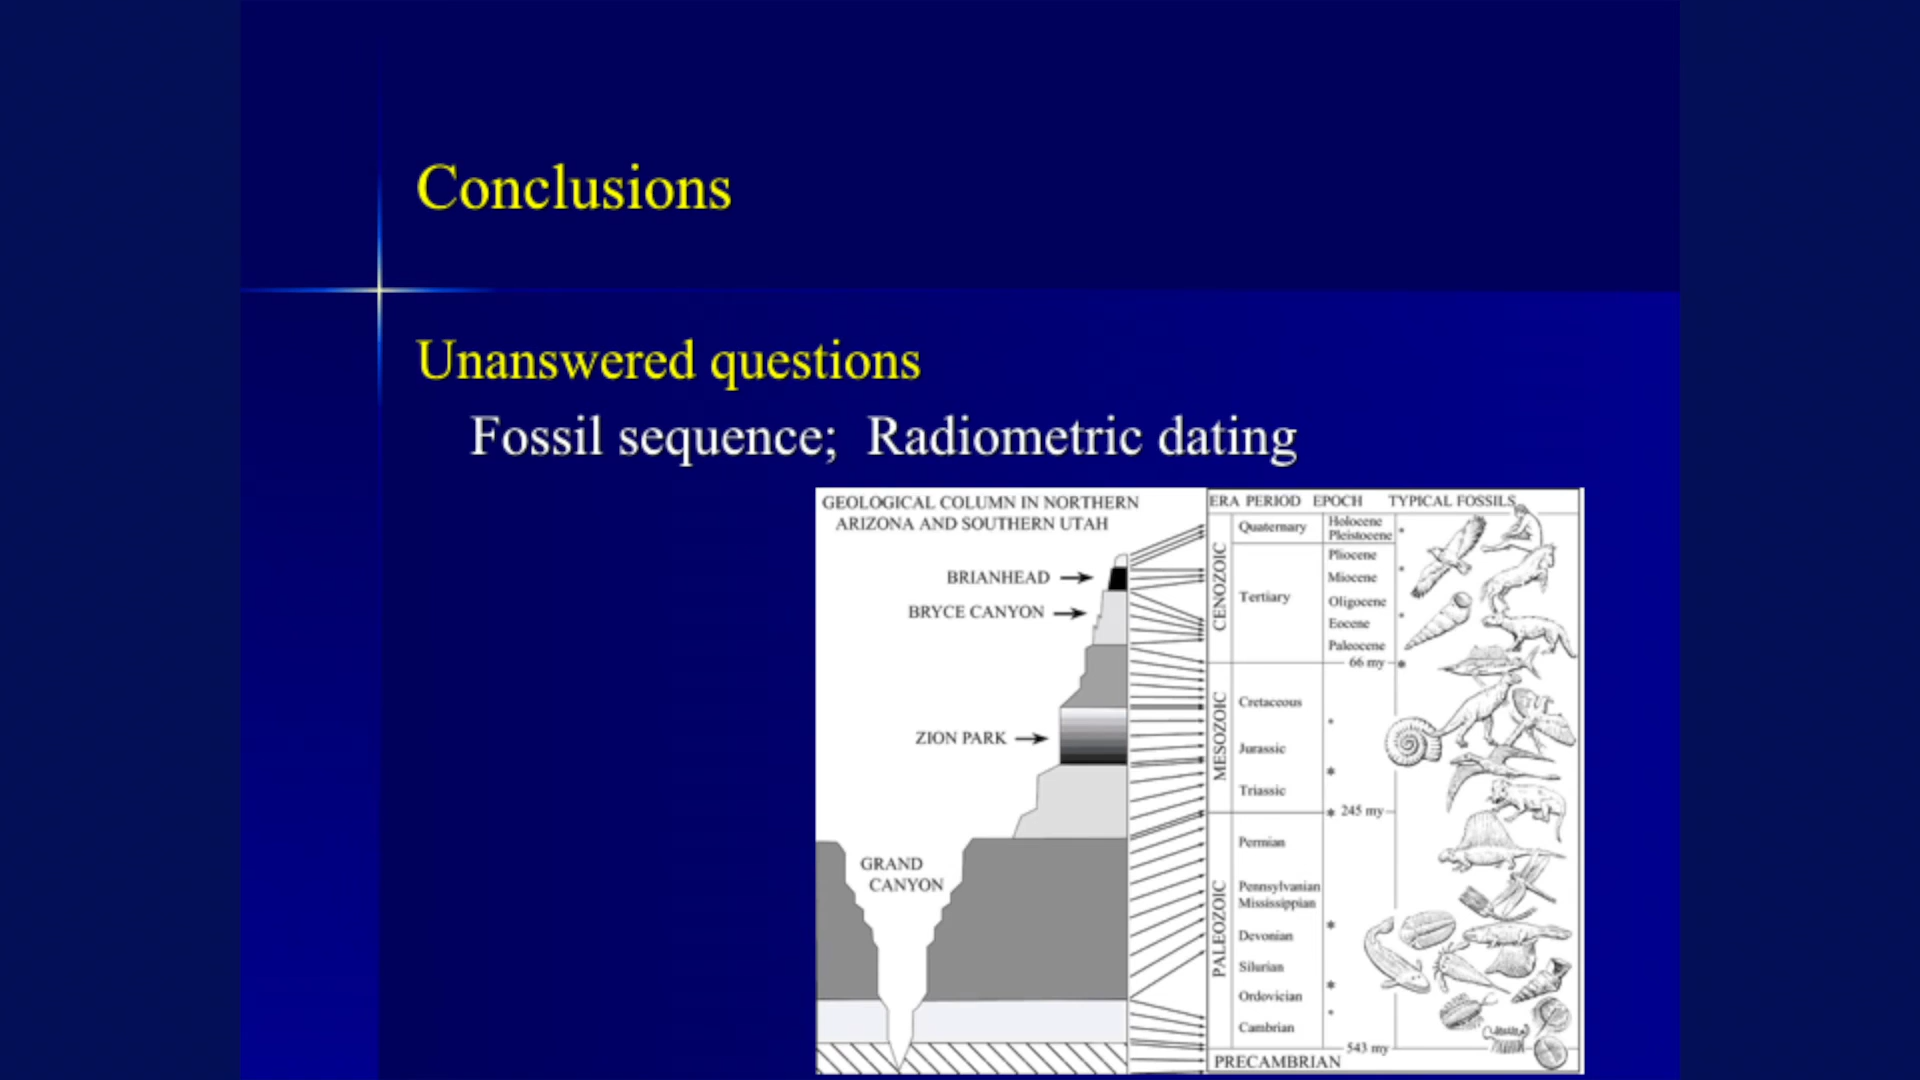 Conclusions
Unanswered questions
Fossil sequence; Radiometric dating
GEOLOGICAL COLUMN IN NORTHERN
ARIZONA AND SOUTHERN UTAH
BRIANHEAD
BRYCE CANYON
ZION PARK
GRAND
CANYON
ERA PERIOD EPOCH TYPICAL FOSSILS
CENOZOIC
Quaternary
Holocene
Pleistocene
Tertiary
Pliocene
Miocene
Oligocene
Eocene
Paleocene
66 my
MESOZOIC
Cretaceous
Jurassic
Triassic
245 my
PALEOZOIC
Permian
Pennsylvanian
Mississippian
Devonian
Silurian
Ordovician
Cambrian
543 my
PRECAMBRIAN